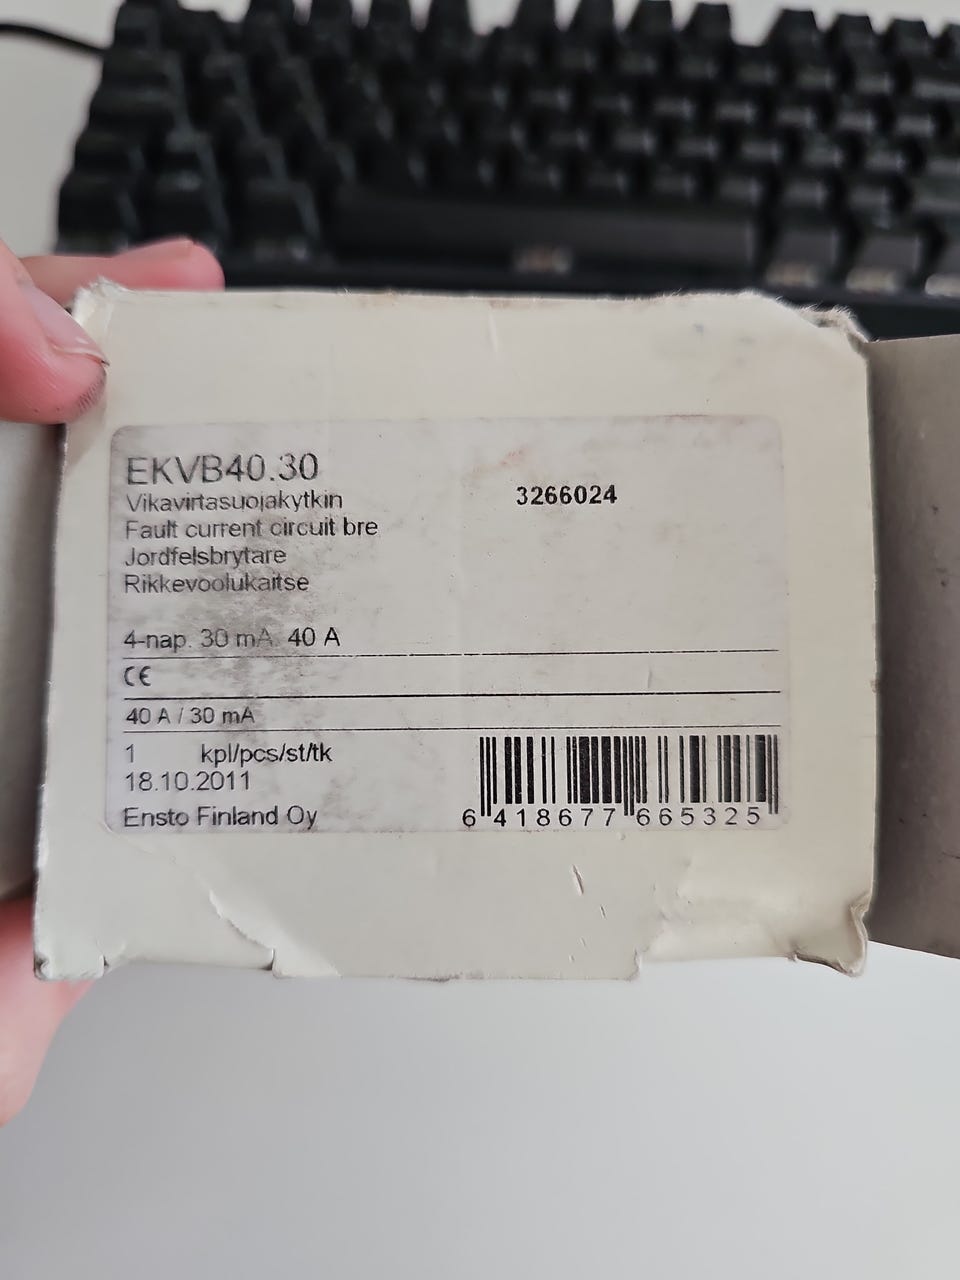 EKVB40.30
Vikavirtasuojakytkin
3266024
Fault current circuit bre
Jordfelsbrytare
Rikkevoolukaitse
4-nap. 30 mA. 40 A
CE
40 A / 30 mA
1 kpl/pcs/st/tk
18.10.2011
Ensto Finland Oy
6 418677 665325